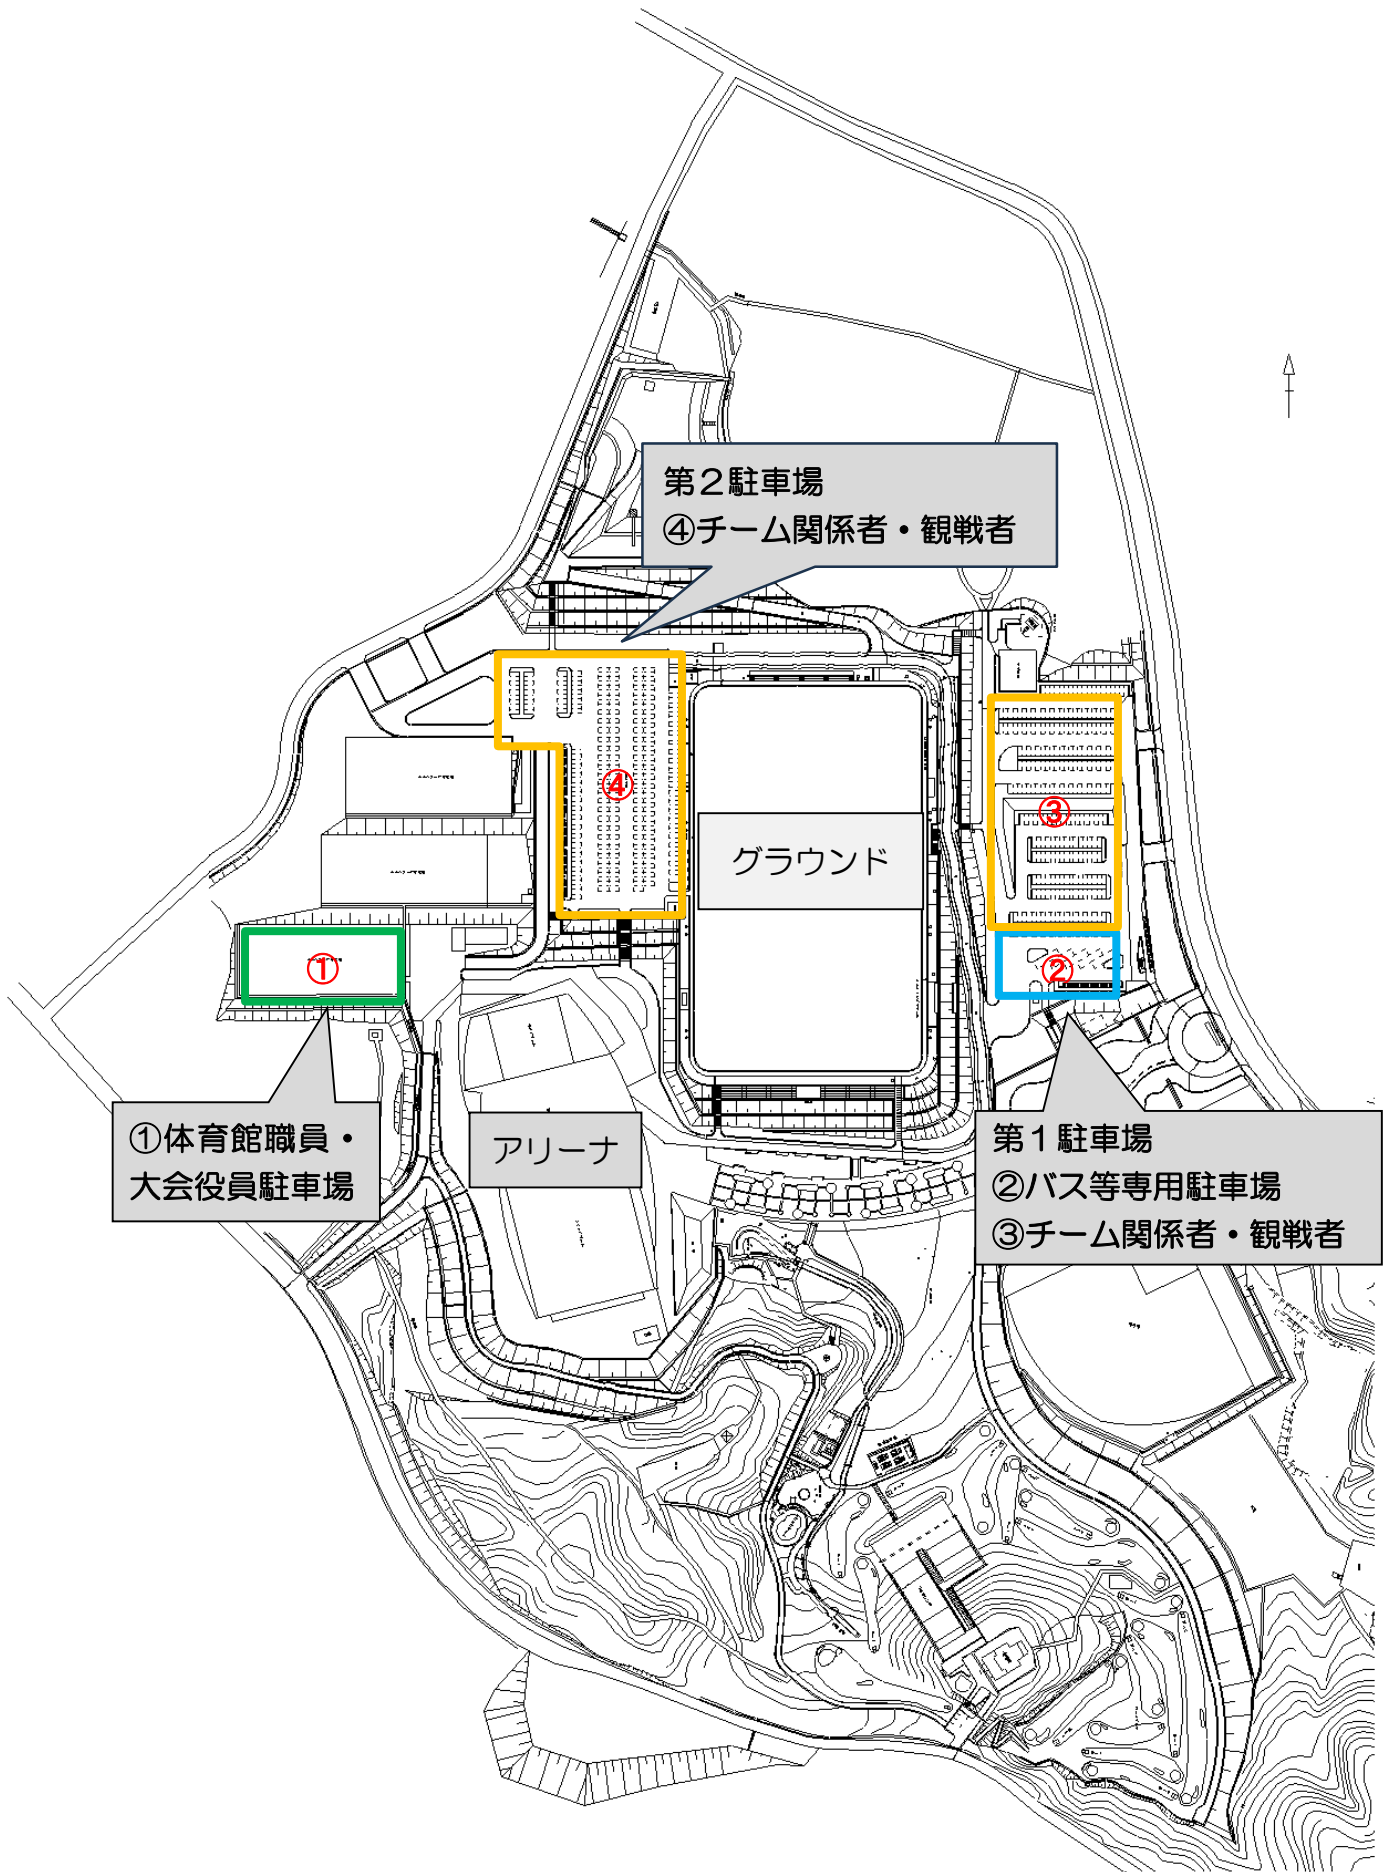 第２駐車場
④チーム関係者・観戦者
④
③
グラウンド
①
②
①体育館職員・
大会役員駐車場
アリーナ
第１駐車場
②バス等専用駐車場
③チーム関係者・観戦者